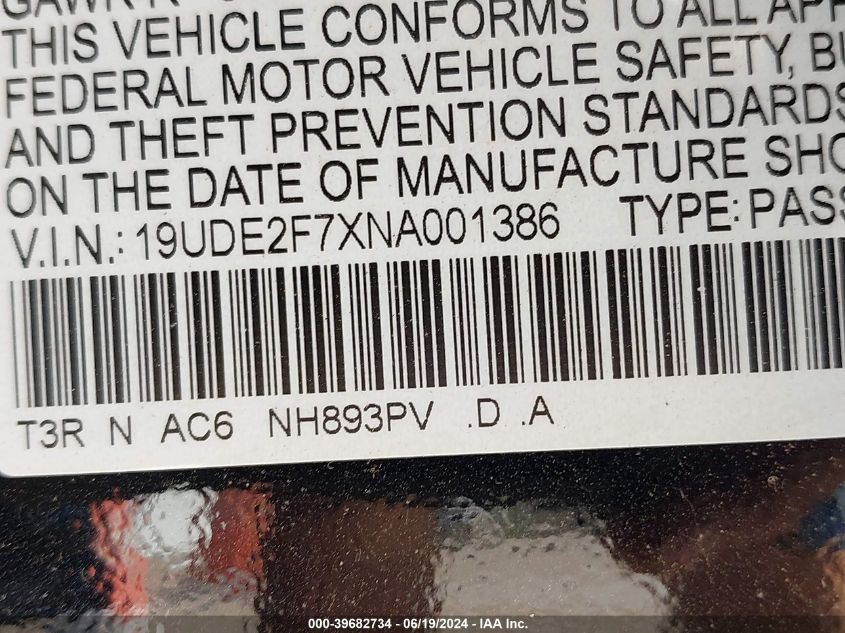 THIS VEHICLE CONFORMS TO ALL
FEDERAL MOTOR VEHICLE SAFETY,
AND THEFT PREVENTION STANDARDS
ON THE DATE OF MANUFACTURE
V.I.N.: 19UDE2F7XNA001386 TYPE: PASS
T3R N AC6 NH893PV .D .A
000-39682734 - 06/19/2024 - IAA Inc.